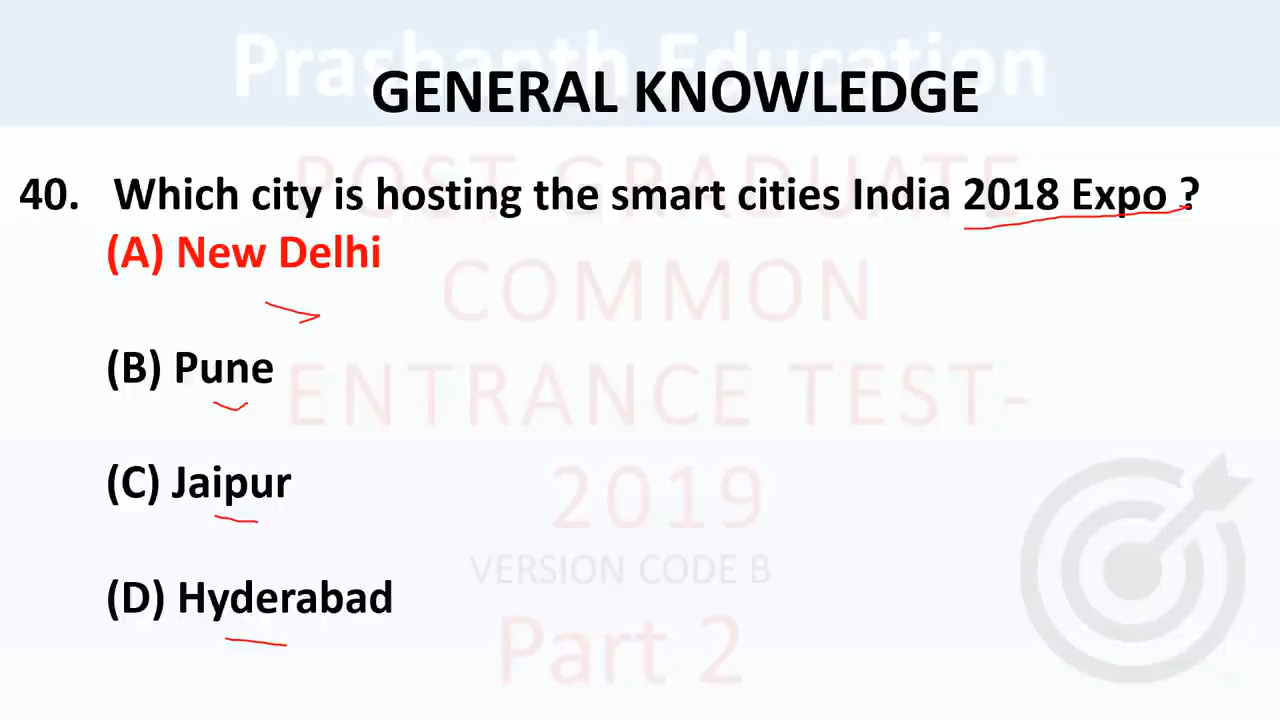 Prashanth Education
GENERAL KNOWLEDGE
40. Which city is hosting the smart cities India 2018 Expo ?
(A) New Delhi
(B) Pune
(C) Jaipur
(D) Hyderabad
POST GRADUATE
COMMON
ENTRANCE TEST-
2019
VERSION CODE B
Part 2